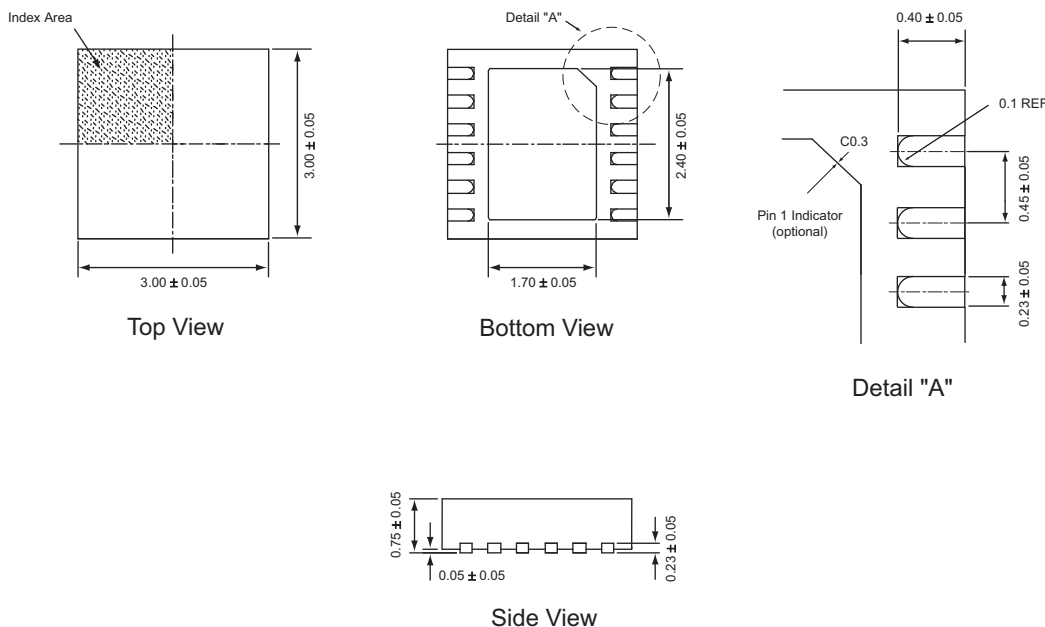 Index Area
3.00 ± 0.05
3.00 ± 0.05
Top View
Detail "A"
2.40 ± 0.05
1.70 ± 0.05
Bottom View
0.40 ± 0.05
0.1 REF
C0.3
0.45 ± 0.05
Pin 1 Indicator
(optional)
0.23 ± 0.05
Detail "A"
0.75 ± 0.05
0.05 ± 0.05
0.23 ± 0.05
Side View